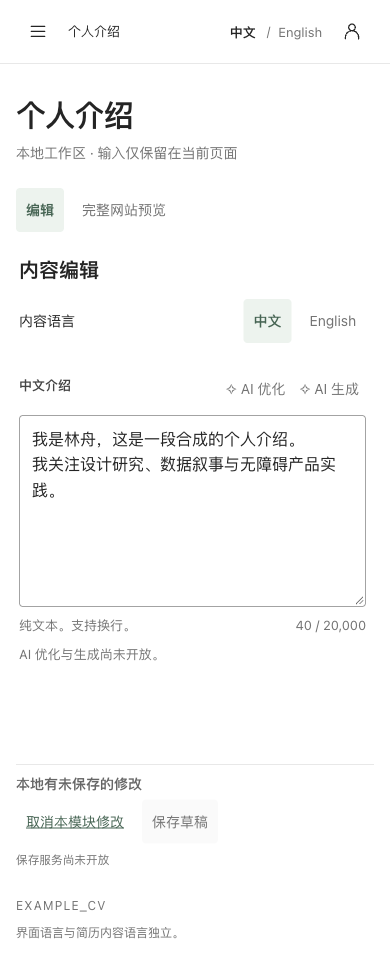 个人介绍 中文 / English
个人介绍
本地工作区 · 输入仅保留在当前页面
编辑 完整网站预览
内容编辑
内容语言 中文 English
中文介绍 AI 优化 AI 生成
我是林舟，这是一段合成的个人介绍。
我关注设计研究、数据叙事与无障碍产品实
践。
纯文本。支持换行。 40 / 20,000
AI 优化与生成尚未开放。
本地有未保存的修改
取消本模块修改 保存草稿
保存服务尚未开放
EXAMPLE_CV
界面语言与简历内容语言独立。